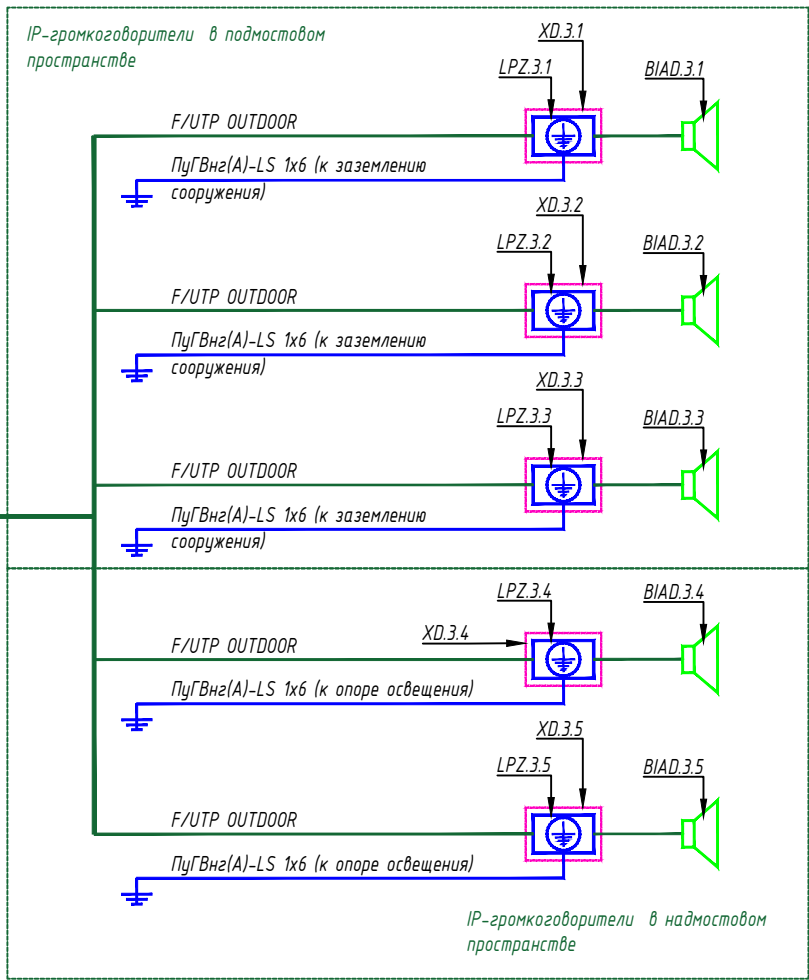 IP-громкоговорители в подмостовом
пространстве
XD.3.1
LPZ.3.1
BIAD.3.1
F/UTP OUTDOOR
ПуГВнг(А)-LS 1х6 (к заземлению
сооружения)
XD.3.2
LPZ.3.2
BIAD.3.2
F/UTP OUTDOOR
ПуГВнг(А)-LS 1х6 (к заземлению
сооружения)
XD.3.3
LPZ.3.3
BIAD.3.3
F/UTP OUTDOOR
ПуГВнг(А)-LS 1х6 (к заземлению
сооружения)
LPZ.3.4
BIAD.3.4
XD.3.4
F/UTP OUTDOOR
ПуГВнг(А)-LS 1х6 (к опоре освещения)
XD.3.5
LPZ.3.5
BIAD.3.5
F/UTP OUTDOOR
ПуГВнг(А)-LS 1х6 (к опоре освещения)
IP-громкоговорители в надмостовом
пространстве